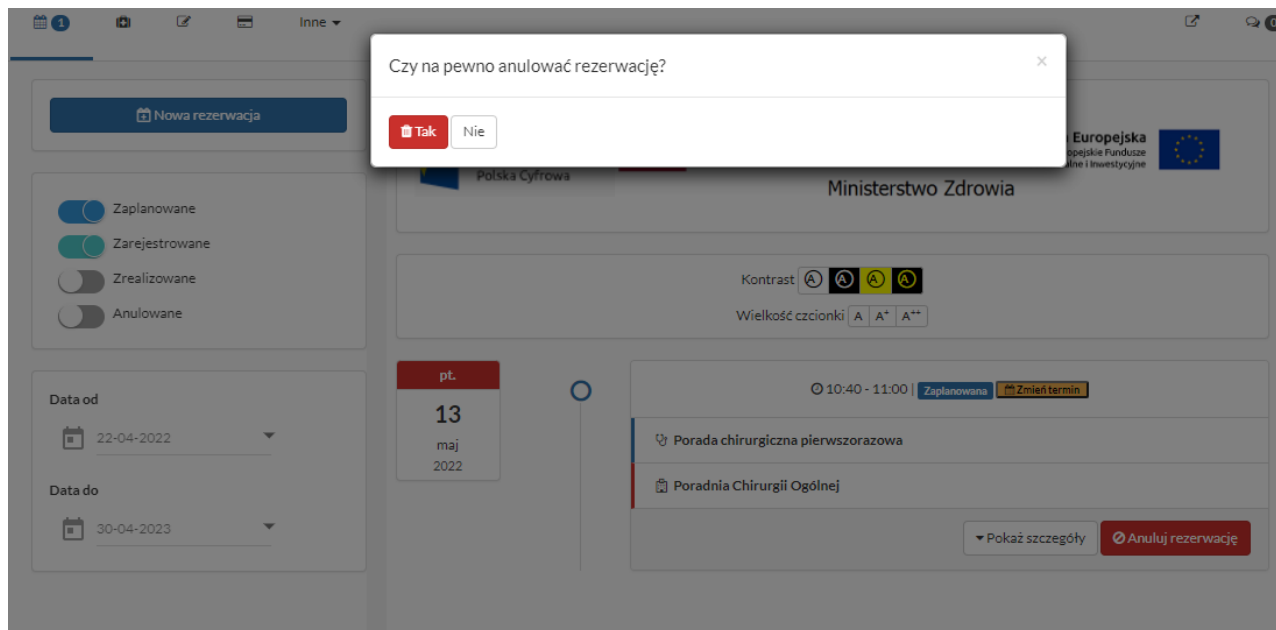 1
Inne
0
Czy na pewno anulować rezerwację?
×
Tak
Nie
Nowa rezerwacja
Polska Cyfrowa
Europejska
Fundusze
i Inwestycyjne
Ministerstwo Zdrowia
Zaplanowane
Zarejestrowane
Zrealizowane
Anulowane
Kontrast A A A A
Wielkość czcionki A A+ A++
Data od
22-04-2022
Data do
30-04-2023
pt.
13
maj
2022
10:40 - 11:00 | Zaplanowana Zmień termin
Porada chirurgiczna pierwszorazowa
Poradnia Chirurgii Ogólnej
Pokaż szczegóły
Anuluj rezerwację